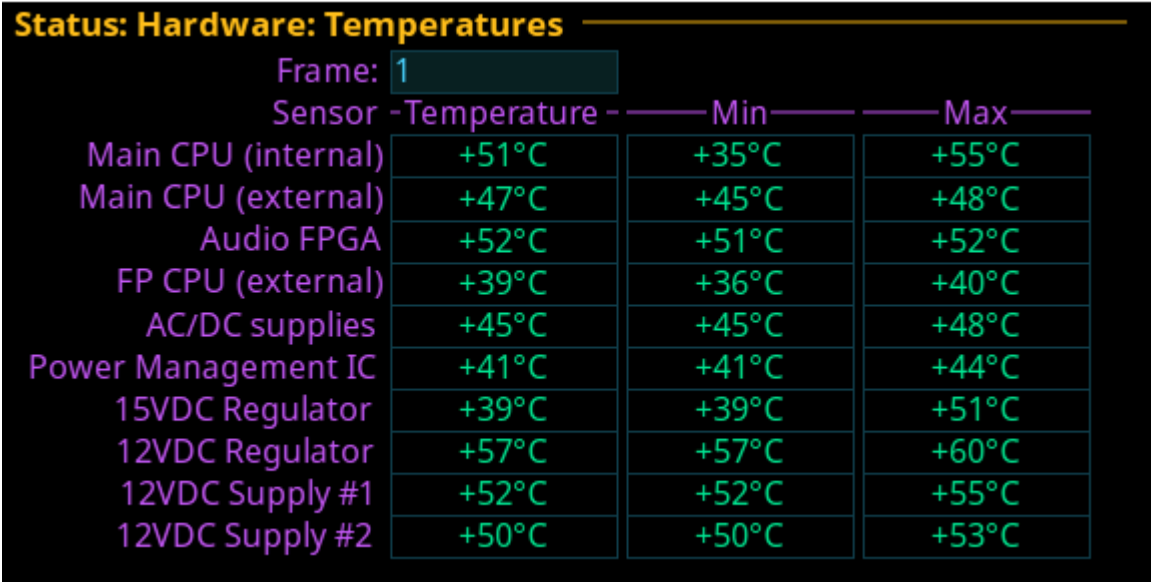 Status: Hardware: Temperatures
Frame: 1
Sensor Temperature Min Max
Main CPU (internal) +51°C +35°C +55°C
Main CPU (external) +47°C +45°C +48°C
Audio FPGA +52°C +51°C +52°C
FP CPU (external) +39°C +36°C +40°C
AC/DC supplies +45°C +45°C +48°C
Power Management IC +41°C +41°C +44°C
15VDC Regulator +39°C +39°C +51°C
12VDC Regulator +57°C +57°C +60°C
12VDC Supply #1 +52°C +52°C +55°C
12VDC Supply #2 +50°C +50°C +53°C